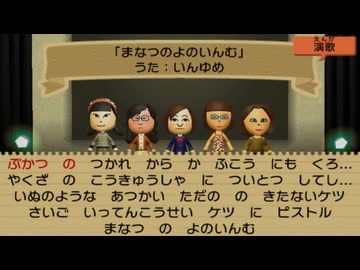 えんか
演歌
「まなつのよのいんむ」
うた：いんゆめ
ぶかつ の つかれ から か ふこう にも くろ…
やくざ の こうきゅうしゃ に ついとつ してし…
いぬのような あつかい ただの の きたないケツ
さいご いってんこうせい ケツ に ピストル
まなつ の よのいんむ